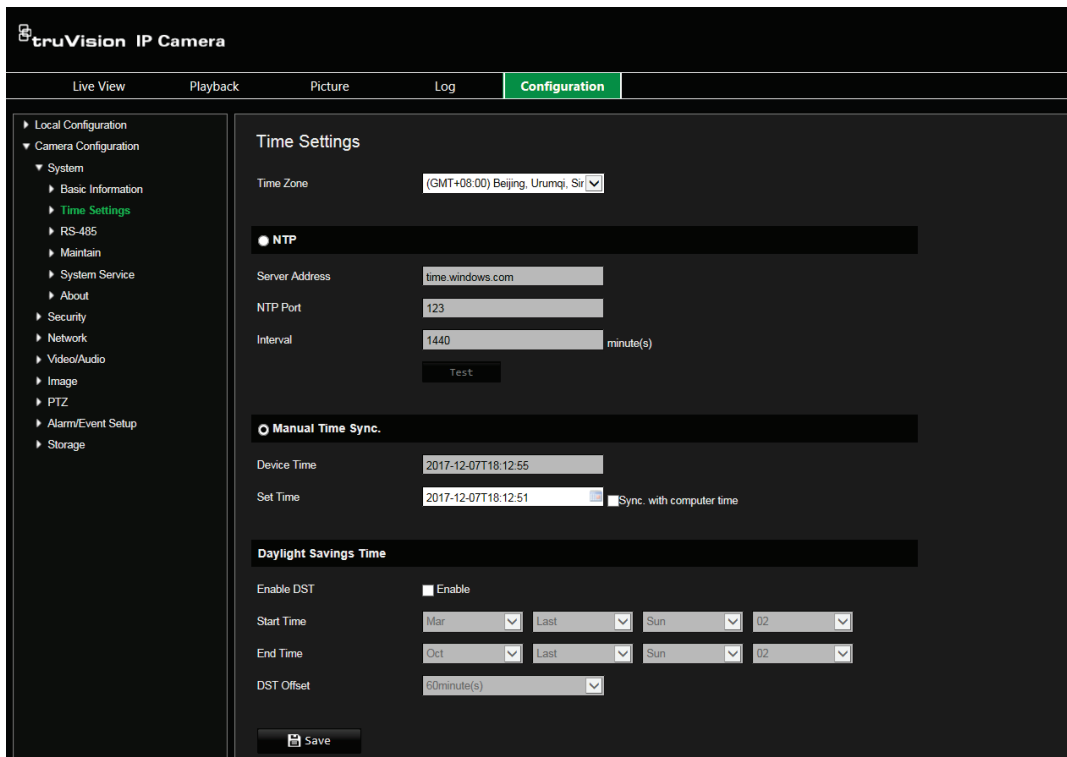 truVision IP Camera
Live View Playback Picture Log Configuration
Local Configuration
Camera Configuration
System
Basic Information
Time Settings
RS-485
Maintain
System Service
About
Security
Network
Video/Audio
Image
PTZ
Alarm/Event Setup
Storage
Time Settings
Time Zone (GMT+08:00) Beijing, Urumqi, Sir
NTP
Server Address time.windows.com
NTP Port 123
Interval 1440 minute(s)
Test
Manual Time Sync.
Device Time 2017-12-07T18:12:55
Set Time 2017-12-07T18:12:51 Sync. with computer time
Daylight Savings Time
Enable DST Enable
Start Time Mar Last Sun 02
End Time Oct Last Sun 02
DST Offset 60minute(s)
Save